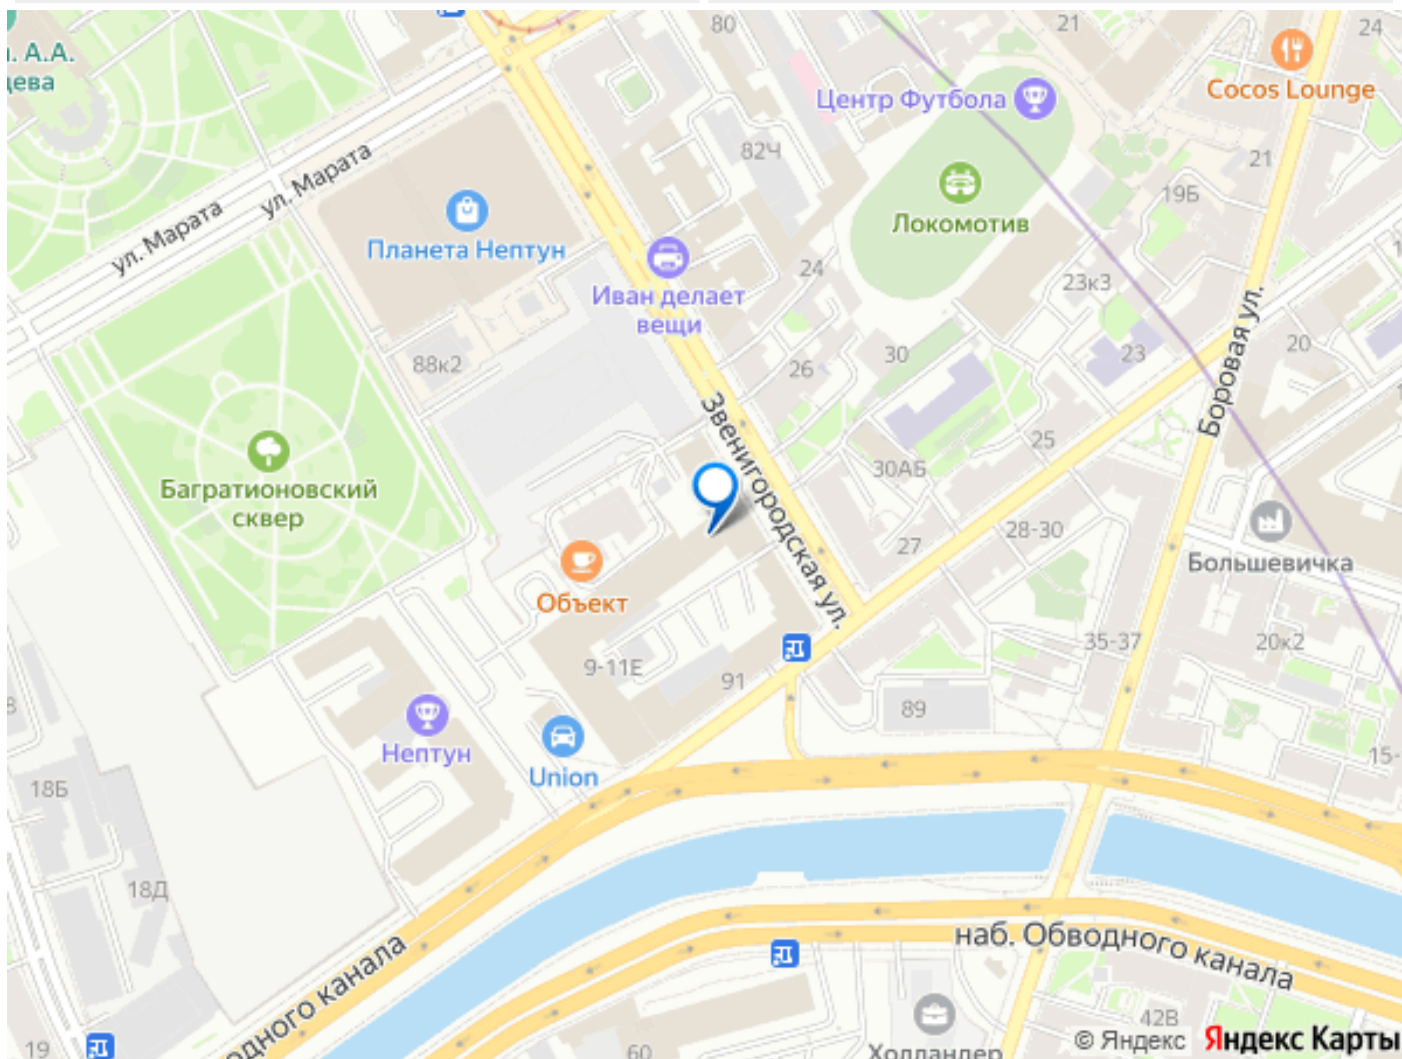 80
21
24
А.А.
цева
Cocos Lounge
Центр Футбола
82Ч
21
ул. Марата
ул. Марата
19Б
Планета Нептун
Локомотив
24
23к3
Иван делает
вещи
88к2
26
30
23
20
Боровая ул.
Звенигородская ул.
25
30АБ
Багратионовский
сквер
27
28-30
Большевичка
Объект
9-11Е
91
35-37
20к2
89
Нептун
Union
15-
18Б
18Д
наб. Обводного канала
одного канала
19
60
Холландер
42В
© Яндекс Яндекс Карты